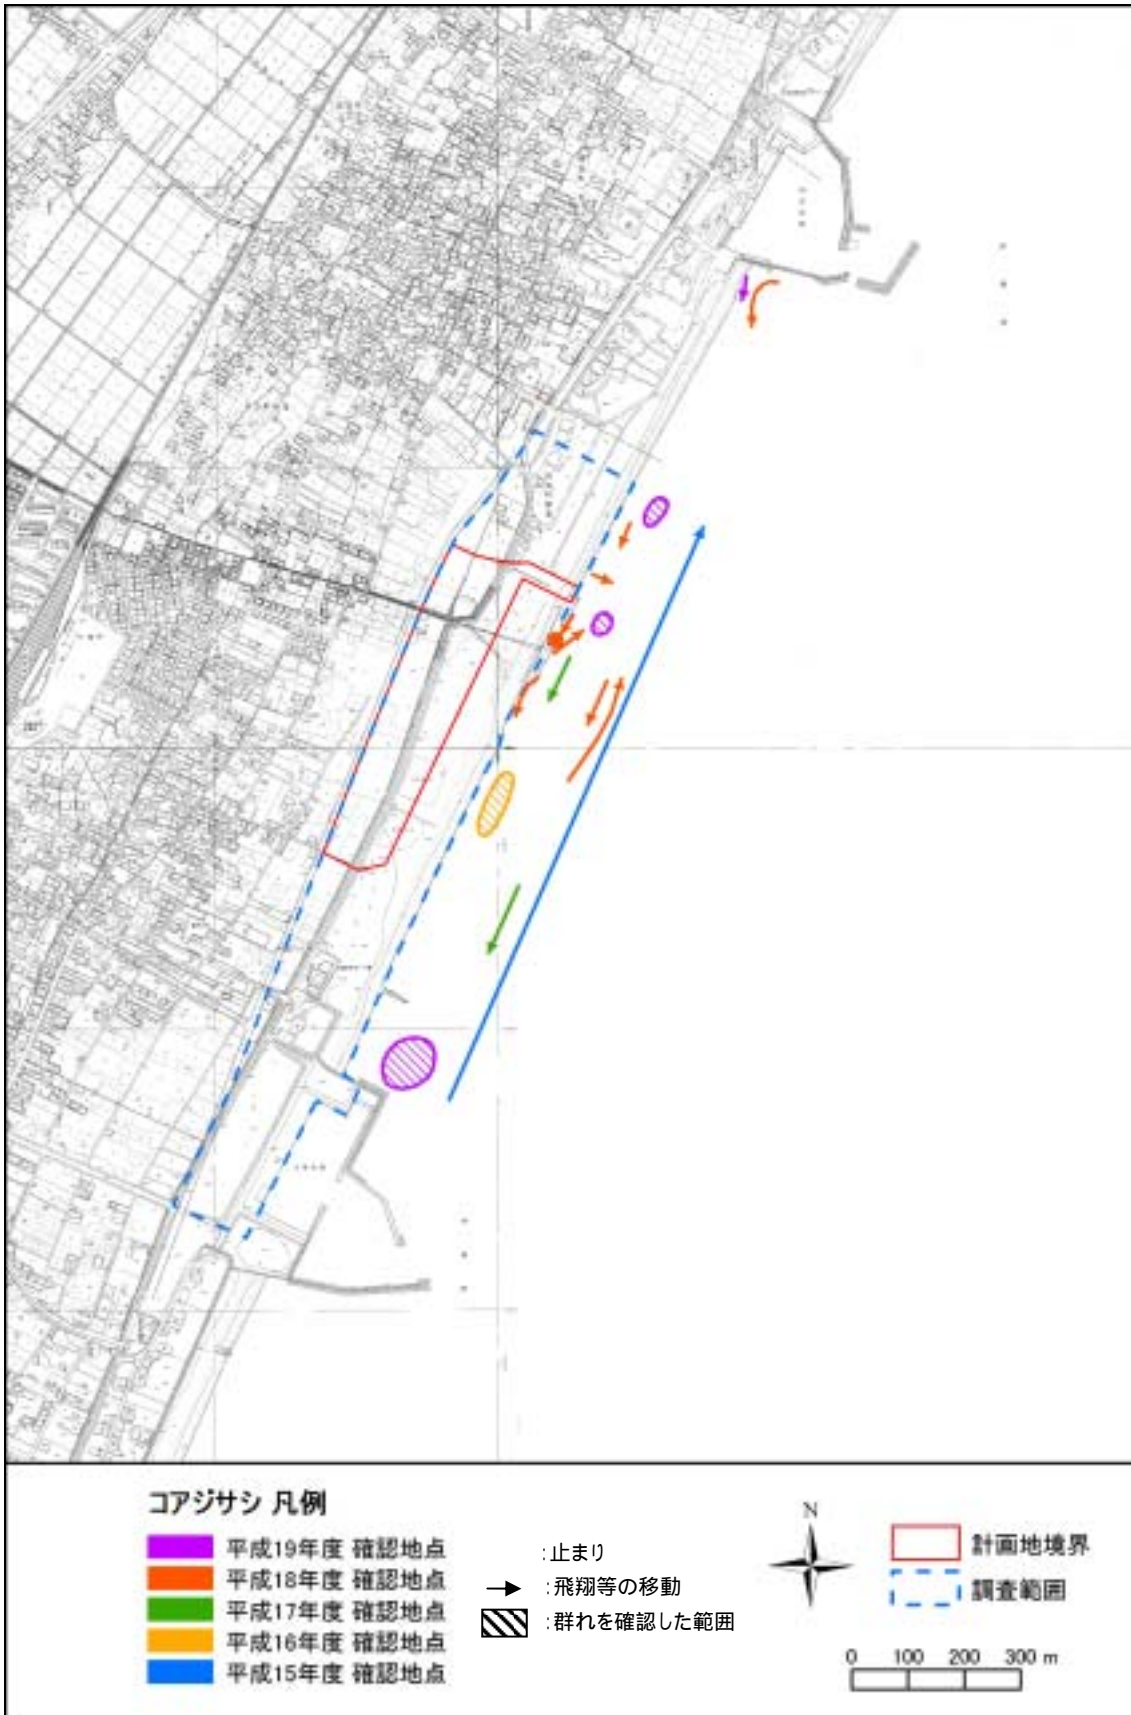 コアジサシ 凡例
平成19年度 確認地点
平成18年度 確認地点
平成17年度 確認地点
平成16年度 確認地点
平成15年度 確認地点
:止まり
:飛翔等の移動
:群れを確認した範囲
N
計画地境界
調査範囲
0 100 200 300 m